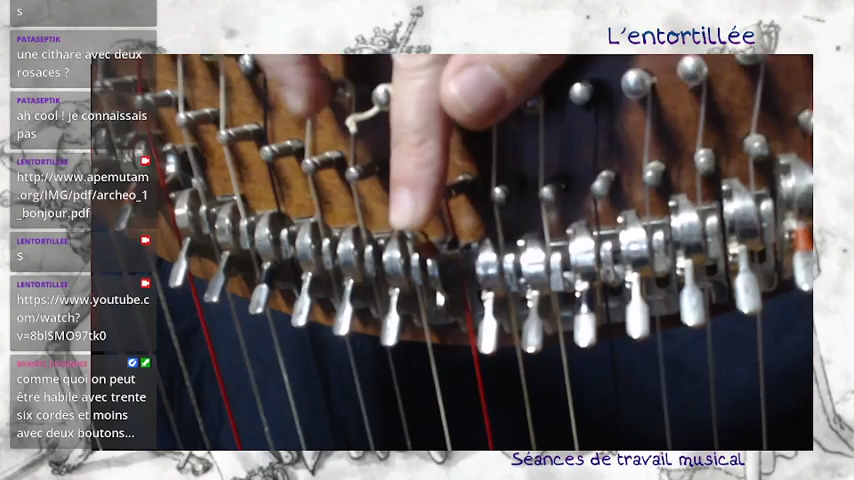 s
PATASEPTIK
une cithare avec deux
rosaces ?
PATASEPTIK
ah cool ! je connaissais
pas
LENTORTILLEE
http://www.apemutam
.org/IMG/pdf/archeo_1
_bonjour.pdf
LENTORTILLEE
S
LENTORTILLEE
https://www.youtube.c
om/watch?
v=8blSMO97tk0
comme quoi on peut
être habile avec trente
six cordes et moins
avec deux boutons...
L'entortillée
Séances de travail musical